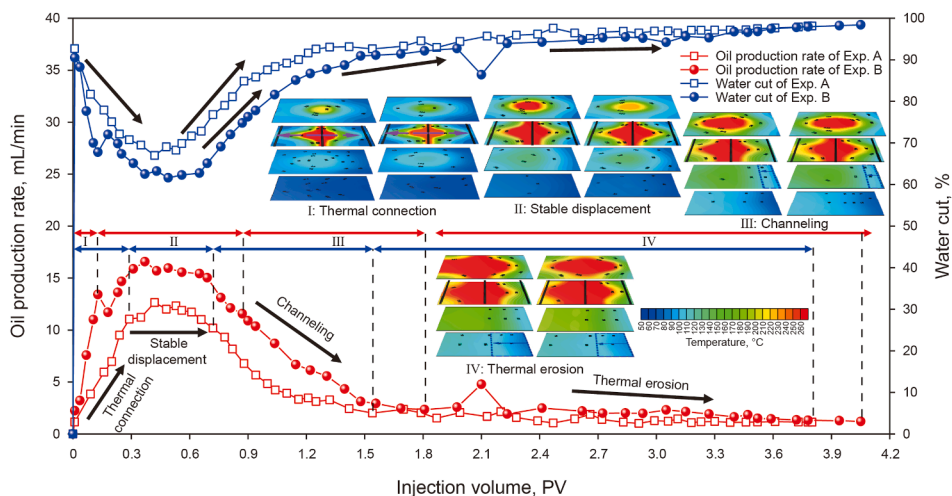 40
35
30
25
20
15
10
5
0
Oil production rate, mL/min
100
90
80
70
60
50
40
30
20
10
0
Water cut, %
Oil production rate of Exp. A
Oil production rate of Exp. B
Water cut of Exp. A
Water cut of Exp. B
I: Thermal connection
II: Stable displacement
III: Channeling
I
II
III
IV
Channeling
Stable
displacement
Thermal
connection
IV: Thermal erosion
Thermal erosion
50 60 70 80 90 100 110 120 130 140 150 160 170 180 190 200 210 220 230 240 250 260
Temperature, °C
0 0.3 0.6 0.9 1.2 1.5 1.8 2.1 2.4 2.7 3.0 3.3 3.6 3.9 4.2
Injection volume, PV